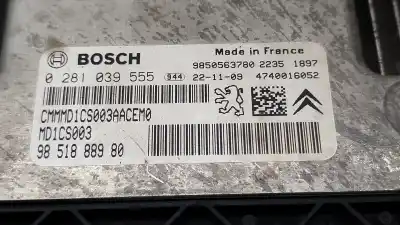 BOSCH
Made in France
9850563780 2235 1897
0 281 039 555 944 22-11-09 4740016052
CMMMD1CS003AACEM0
MD1CS003
98 518 889 80